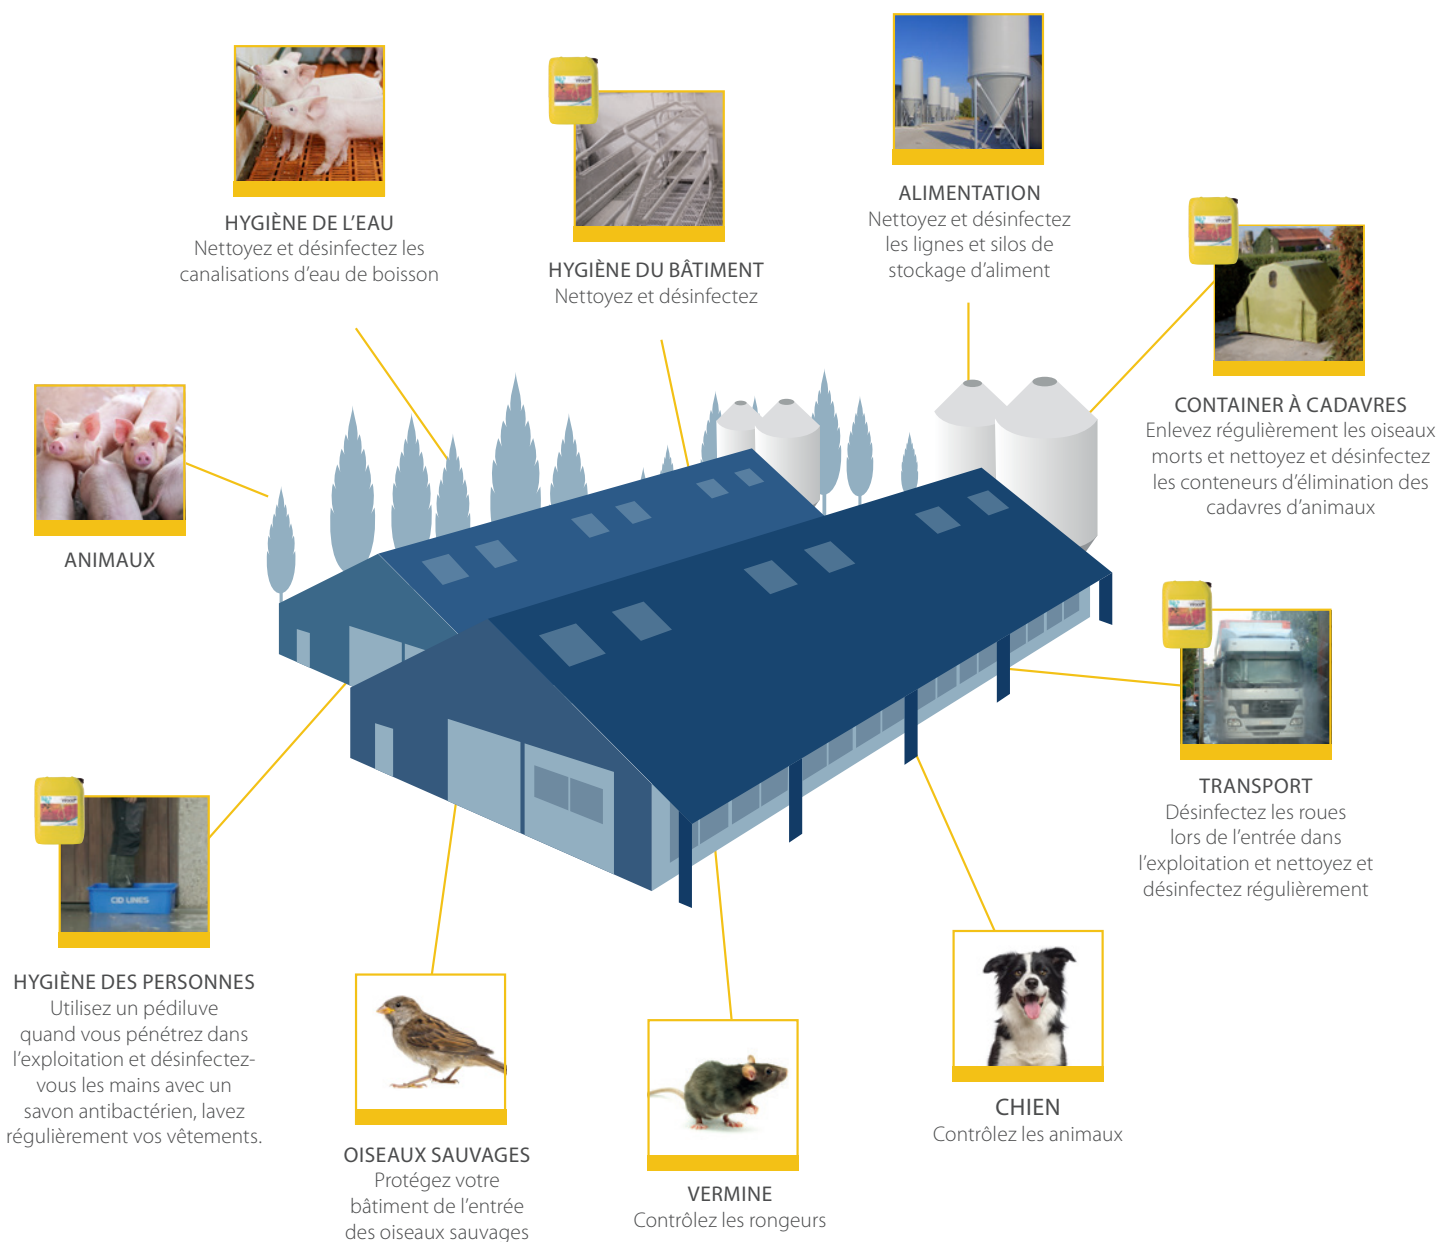 HYGIÈNE DE L'EAU
Nettoyez et désinfectez les
canalisations d'eau de boisson
HYGIÈNE DU BÂTIMENT
Nettoyez et désinfectez
ALIMENTATION
Nettoyez et désinfectez
les lignes et silos de
stockage d'aliment
CONTAINER À CADAVRES
Enlevez régulièrement les oiseaux
morts et nettoyez et désinfectez
les conteneurs d'élimination des
cadavres d'animaux
ANIMAUX
TRANSPORT
Désinfectez les roues
lors de l'entrée dans
l'exploitation et nettoyez et
désinfectez régulièrement
CID LINES
HYGIÈNE DES PERSONNES
Utilisez un pédiluve
quand vous pénétrez dans
l'exploitation et désinfectez-
vous les mains avec un
savon antibactérien, lavez
régulièrement vos vêtements.
OISEAUX SAUVAGES
Protégez votre
bâtiment de l'entrée
des oiseaux sauvages
VERMINE
Contrôlez les rongeurs
CHIEN
Contrôlez les animaux